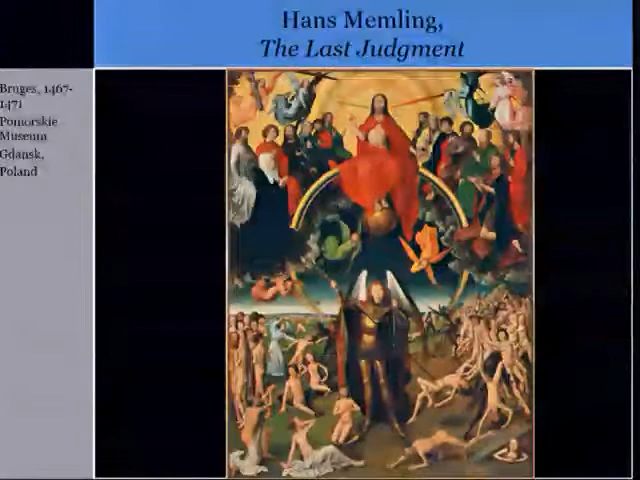 Hans Memling,
The Last Judgment
Bruges, 1467-
1471
Pomorskie
Museum
Gdansk,
Poland